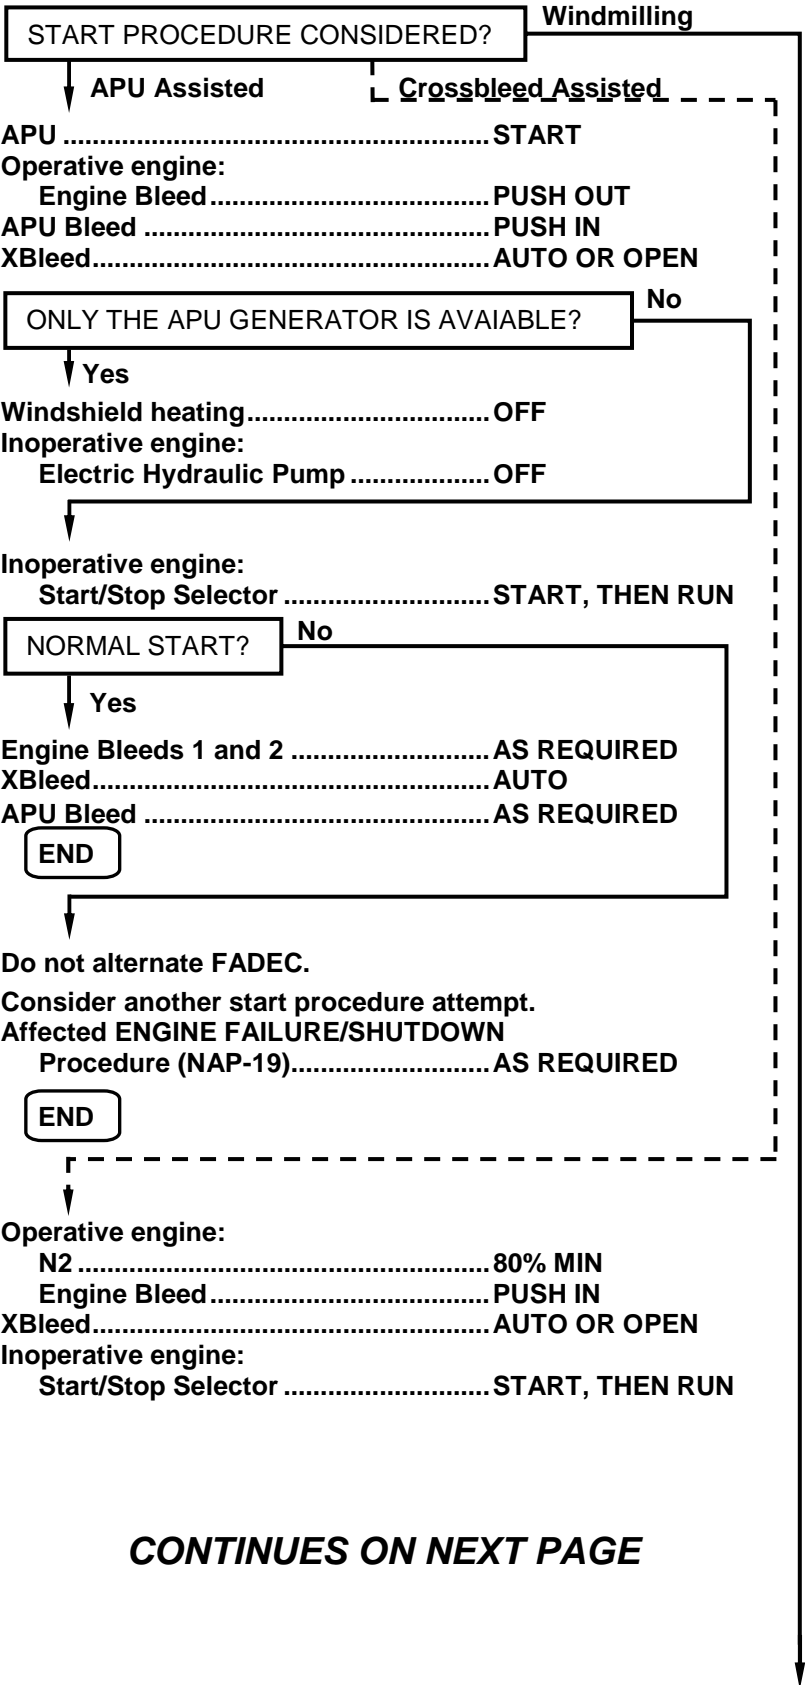 Windmilling
START PROCEDURE CONSIDERED?
APU Assisted Crossbleed Assisted
APU ........................................................... START
Operative engine:
Engine Bleed ...................................... PUSH OUT
APU Bleed ............................................... PUSH IN
XBleed ...................................................... AUTO OR OPEN
No
ONLY THE APU GENERATOR IS AVAIABLE?
Yes
Windshield heating ................................. OFF
Inoperative engine:
Electric Hydraulic Pump ................... OFF
Inoperative engine:
Start/Stop Selector ............................ START, THEN RUN
No
NORMAL START?
Yes
Engine Bleeds 1 and 2 ........................... AS REQUIRED
XBleed ...................................................... AUTO
APU Bleed ............................................... AS REQUIRED
END
Do not alternate FADEC.
Consider another start procedure attempt.
Affected ENGINE FAILURE/SHUTDOWN
Procedure (NAP-19) ........................... AS REQUIRED
END
Operative engine:
N2 ........................................................ 80% MIN
Engine Bleed ...................................... PUSH IN
XBleed ...................................................... AUTO OR OPEN
Inoperative engine:
Start/Stop Selector ............................ START, THEN RUN
CONTINUES ON NEXT PAGE